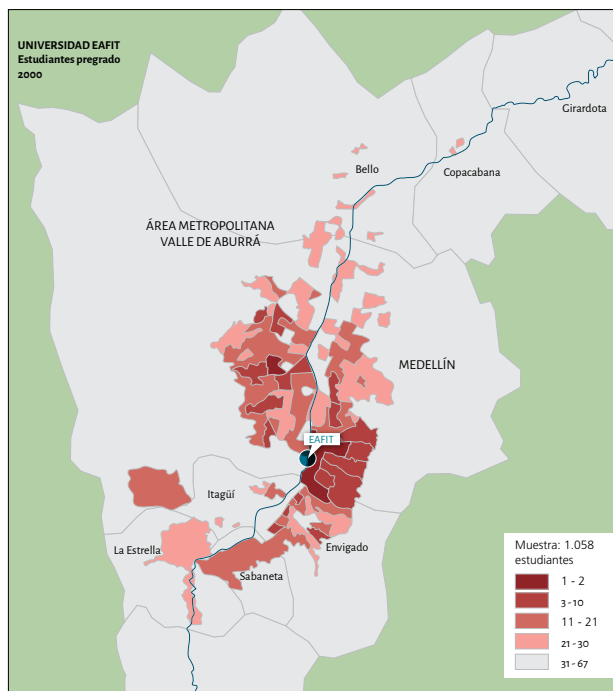 UNIVERSIDAD EAFIT
Estudiantes pregrado
2000
Girardota
Bello
Copacabana
ÁREA METROPOLITANA
VALLE DE ABURRÁ
MEDELLÍN
EAFIT
Itagüí
La Estrella
Envigado
Sabaneta
Muestra: 1.058
estudiantes
1 - 2
3 - 10
11 - 21
21 - 30
31 - 67